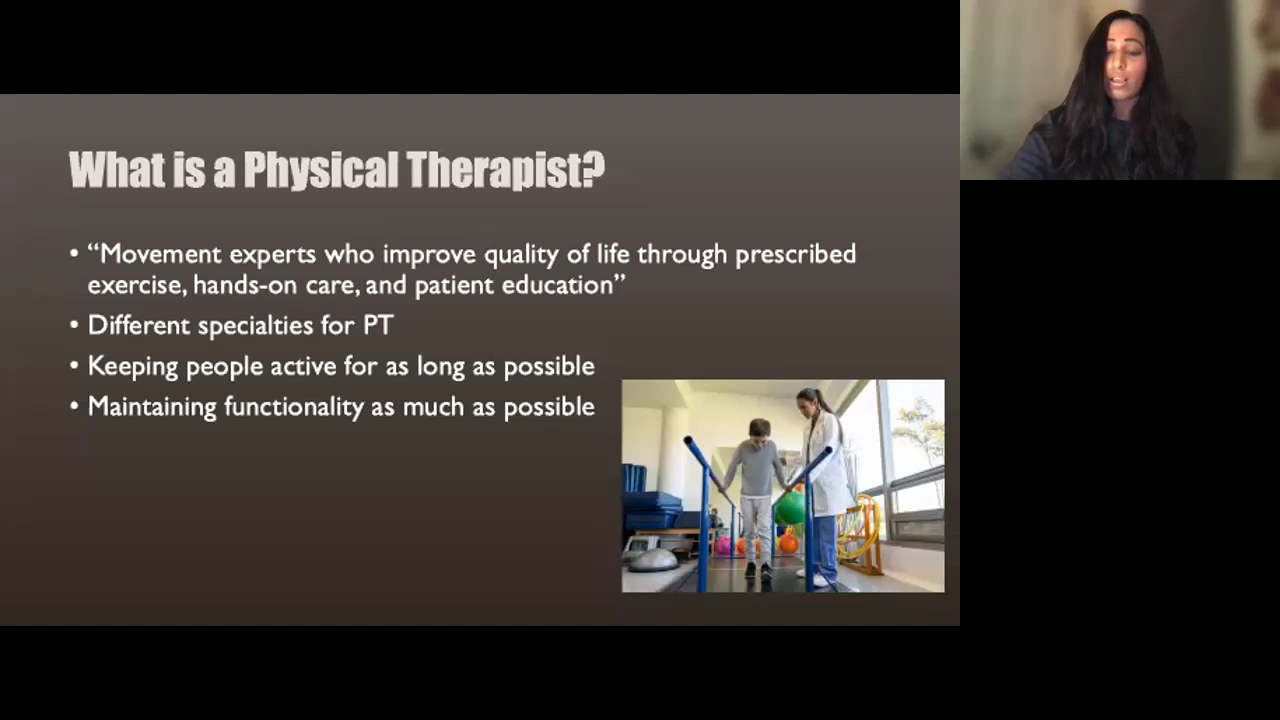 What is a Physical Therapist?
• “Movement experts who improve quality of life through prescribed
exercise, hands-on care, and patient education”
• Different specialties for PT
• Keeping people active for as long as possible
• Maintaining functionality as much as possible